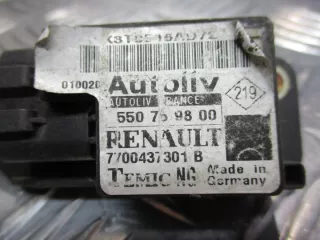 Autoliv
AUTOLIV FRANCE
219
550 75 98 00
RENAULT
7700437301 B
TEMIC NG Made in
Germany